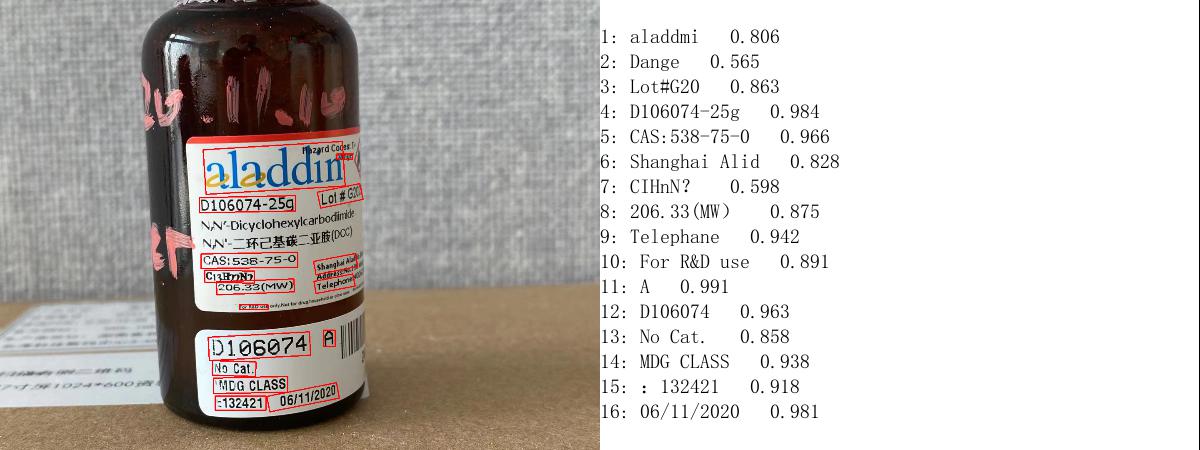 Hazard Codes: T+
aladdin
D106074-25g
Lot # G20
N,N'-Dicyclohexylcarbodiimide
N,N'-二环己基碳二亚胺(DCC)
CAS:538-75-0
Shanghai Alad
206.33(MW)
Telephone
D106074
A
No Cat.
MDG CLASS
:132421
06/11/2020
1: aladdmi 0.806
2: Dange 0.565
3: Lot#G20 0.863
4: D106074-25g 0.984
5: CAS:538-75-0 0.966
6: Shanghai Alid 0.828
7: CIHnN? 0.598
8: 206.33(MW） 0.875
9: Telephane 0.942
10: For R&D use 0.891
11: A 0.991
12: D106074 0.963
13: No Cat. 0.858
14: MDG CLASS 0.938
15: : 132421 0.918
16: 06/11/2020 0.981